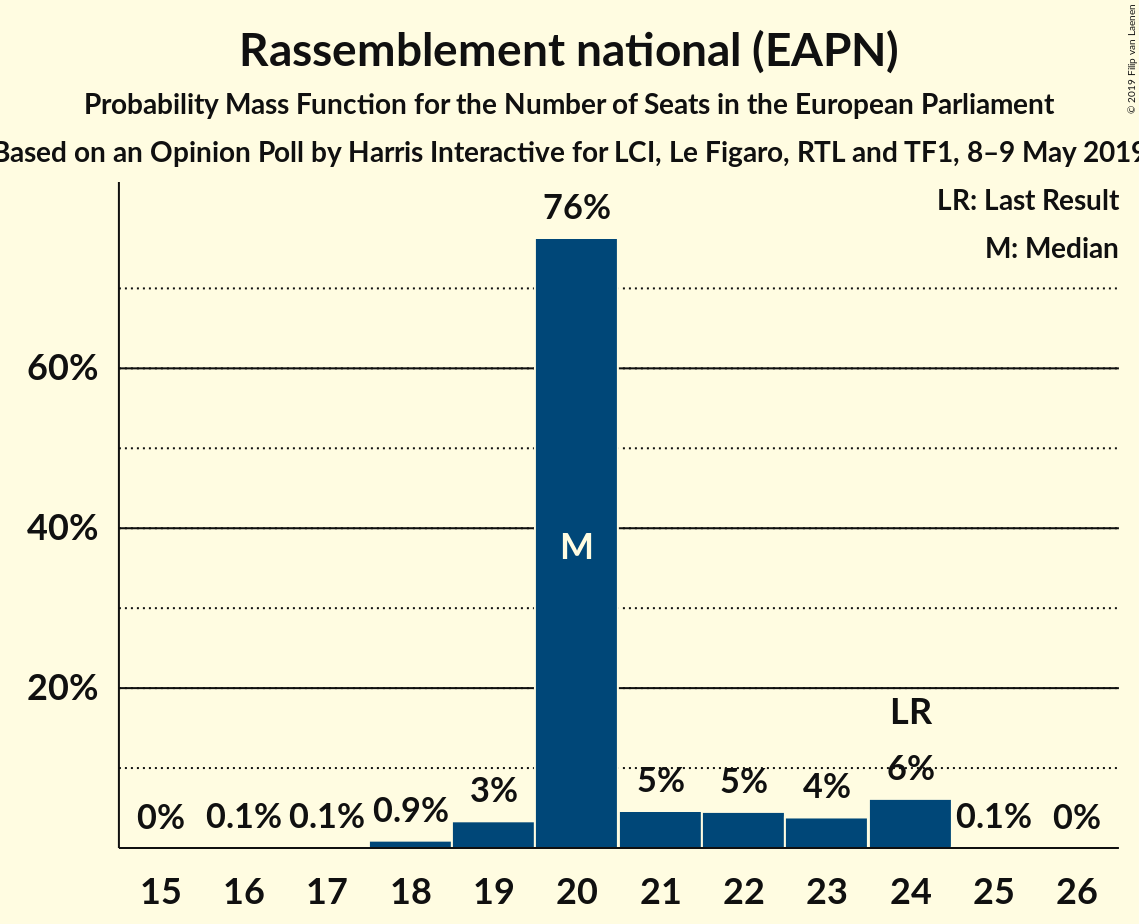 Rassemblement national (EAPN)
Probability Mass Function for the Number of Seats in the European Parliament
Based on an Opinion Poll by Harris Interactive for LCI, Le Figaro, RTL and TF1, 8–9 May 2019
© 2019 Filip van Laenen
LR: Last Result
M: Median
76%
60%
40%
M
20%
LR
0% 0.1% 0.1% 0.9% 3% 5% 5% 4% 6% 0.1% 0%
15 16 17 18 19 20 21 22 23 24 25 26